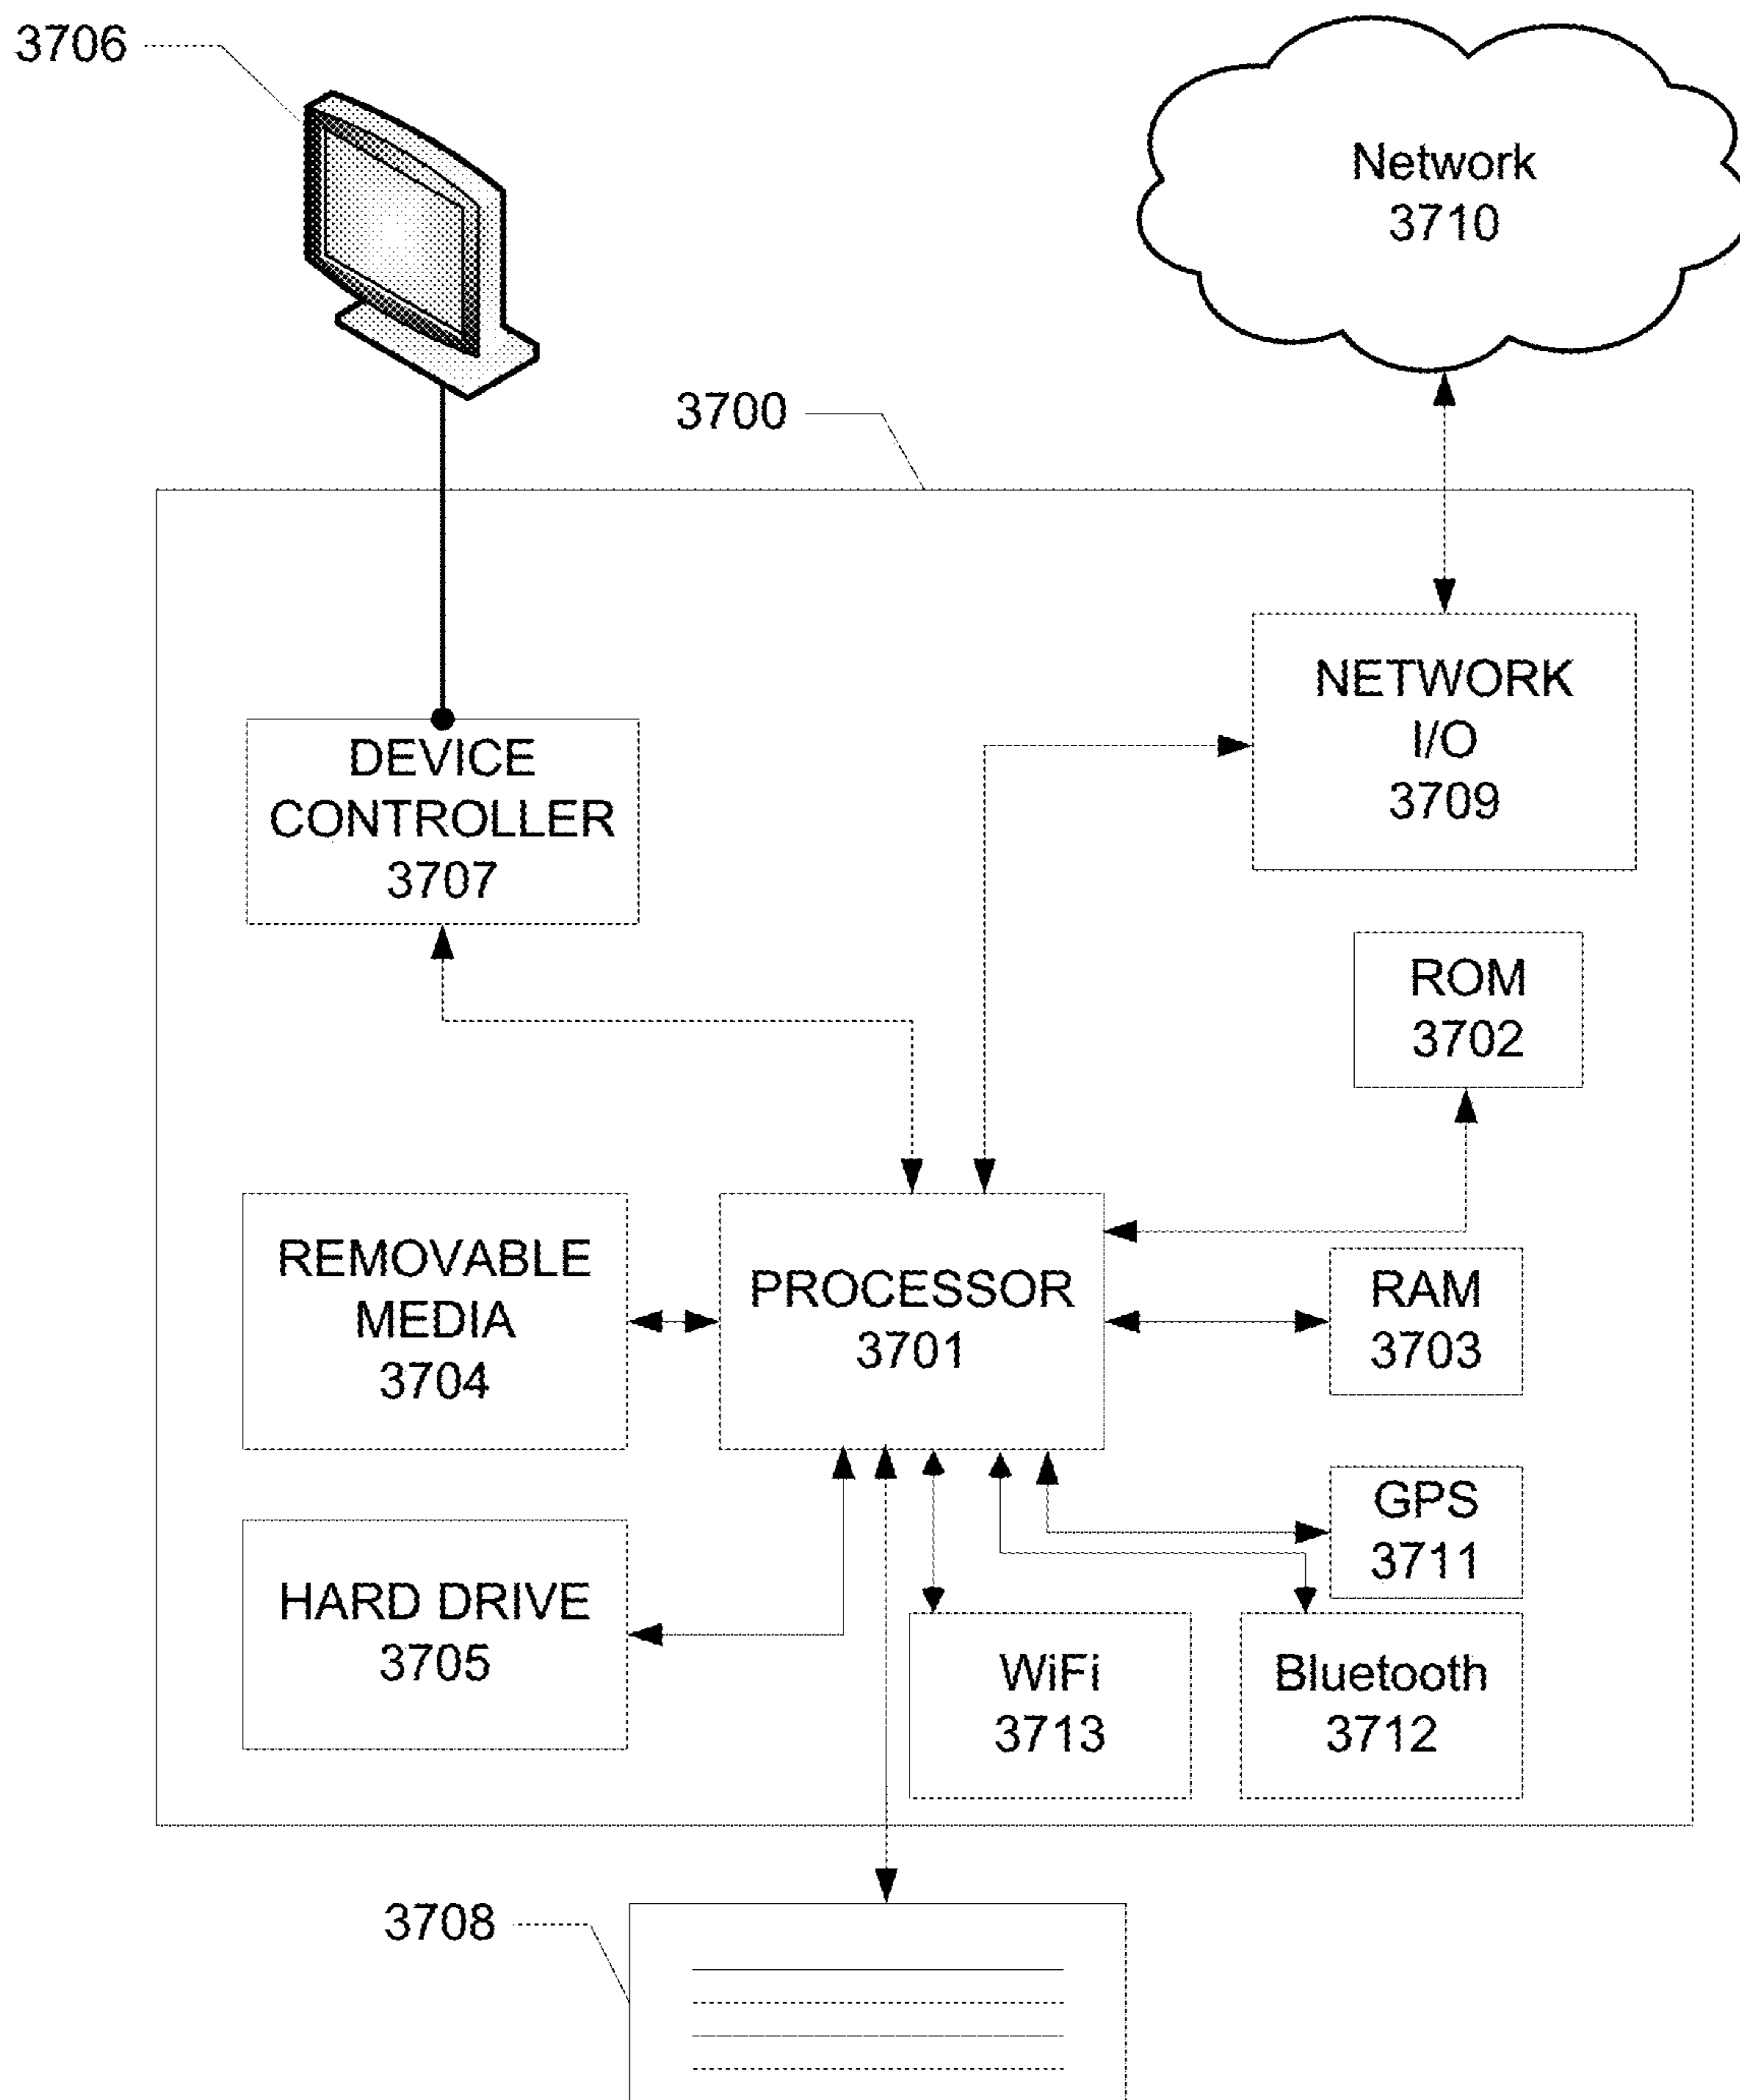 3706
Network
3710
3700
NETWORK
I/O
3709
DEVICE
CONTROLLER
3707
ROM
3702
REMOVABLE
MEDIA
3704
PROCESSOR
3701
RAM
3703
GPS
3711
HARD DRIVE
3705
WiFi
3713
Bluetooth
3712
3708